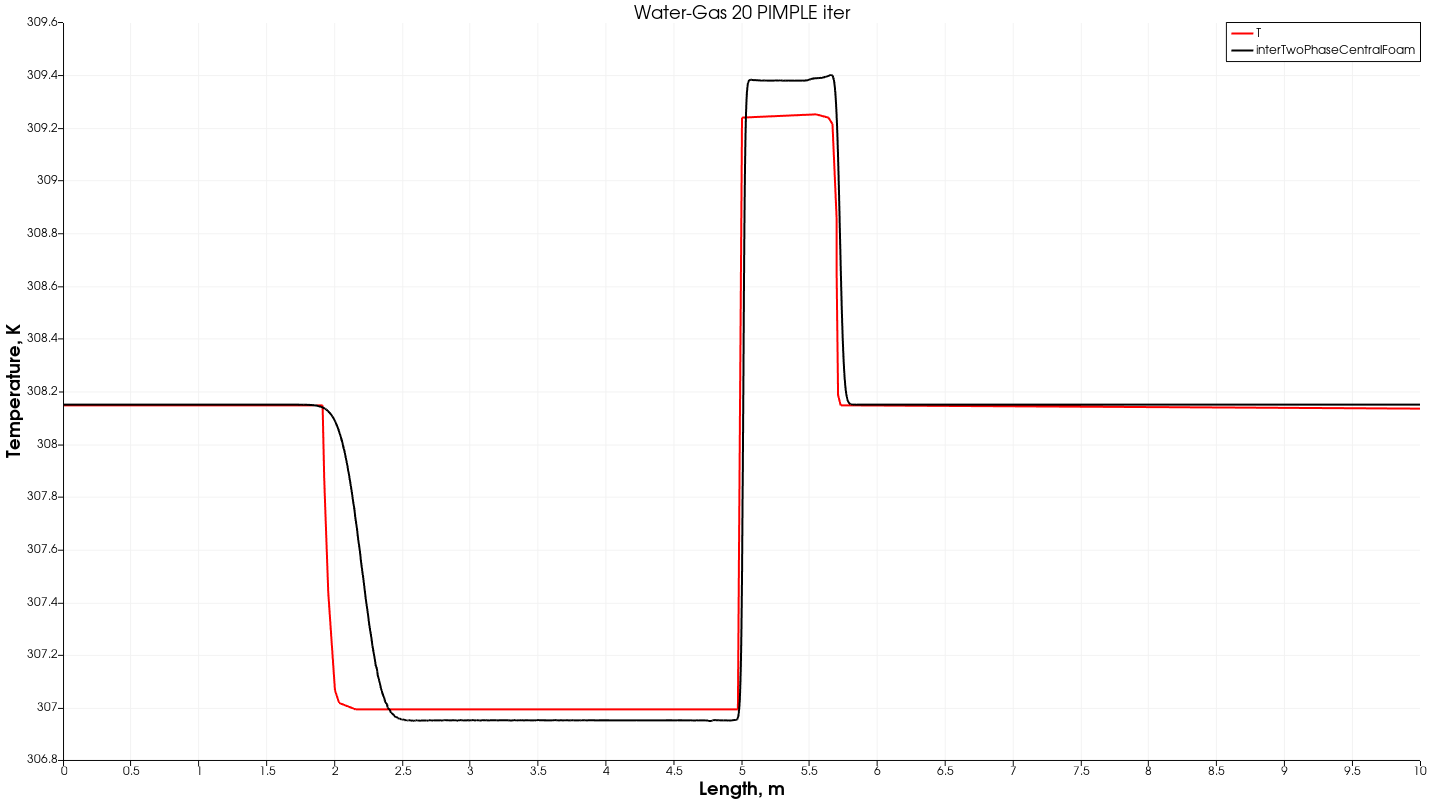 Water-Gas 20 PIMPLE iter
T
interTwoPhaseCentralFoam
309.6
309.4
309.2
309
308.8
308.6
308.4
308.2
308
307.8
307.6
307.4
307.2
307
306.8
Temperature, K
0 0.5 1 1.5 2 2.5 3 3.5 4 4.5 5 5.5 6 6.5 7 7.5 8 8.5 9 9.5 10
Length, m